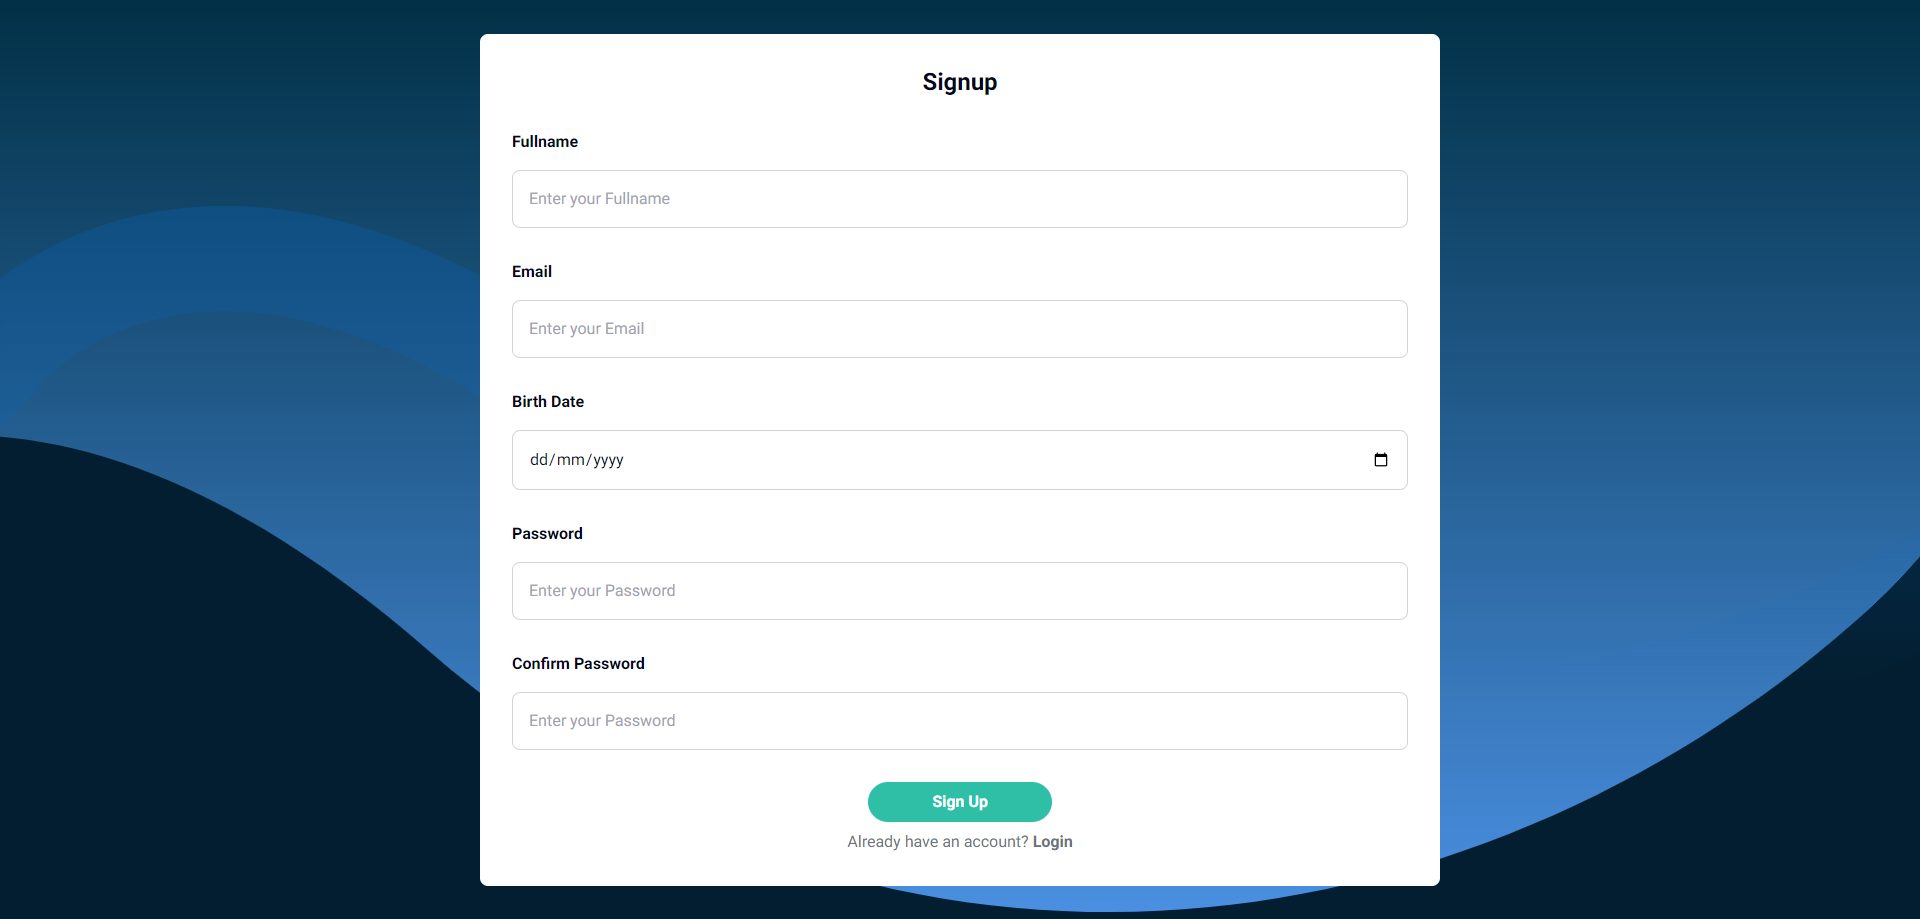 Signup
Fullname
Enter your Fullname
Email
Enter your Email
Birth Date
dd/mm/yyyy
Password
Enter your Password
Confirm Password
Enter your Password
Sign Up
Already have an account? Login